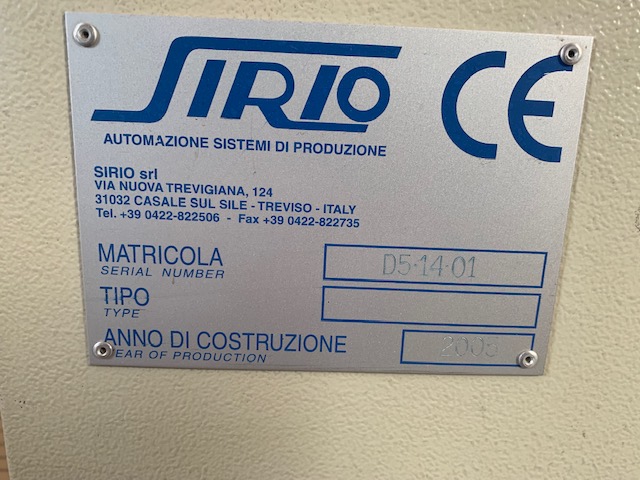 SIRIO
CE
AUTOMAZIONE SISTEMI DI PRODUZIONE
SIRIO srl
VIA NUOVA TREVIGIANA, 124
31032 CASALE SUL SILE - TREVISO - ITALY
Tel. +39 0422-822506 - Fax +39 0422-822735
MATRICOLA D5·14·01
SERIAL NUMBER
TIPO
TYPE
ANNO DI COSTRUZIONE
YEAR OF PRODUCTION